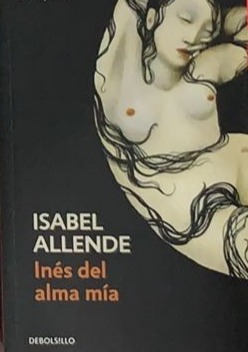 ISABEL
ALLENDE
Inés del
alma mía
DEBOLSILLO